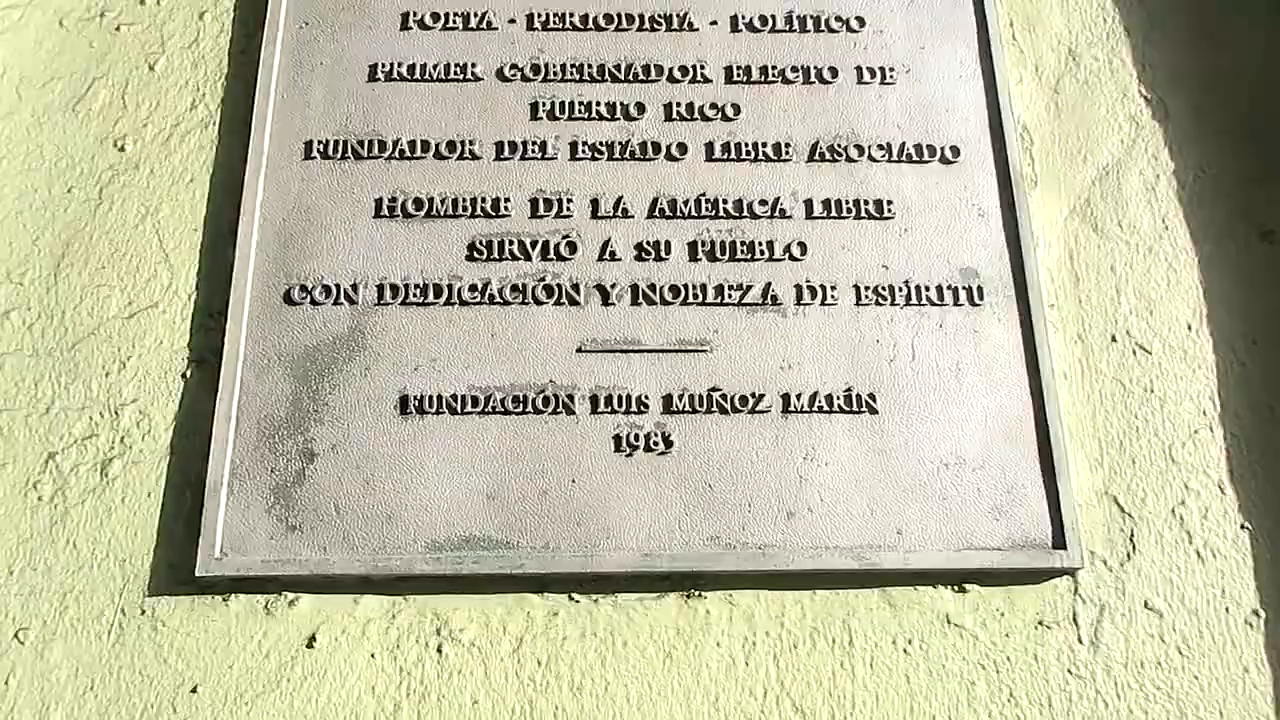 POETA - PERIODISTA - POLÍTICO
PRIMER GOBERNADOR ELECTO DE
PUERTO RICO
FUNDADOR DEL ESTADO LIBRE ASOCIADO
HOMBRE DE LA AMÉRICA LIBRE
SIRVIÓ A SU PUEBLO
CON DEDICACIÓN Y NOBLEZA DE ESPÍRITU
FUNDACIÓN LUIS MUÑOZ MARÍN
1983